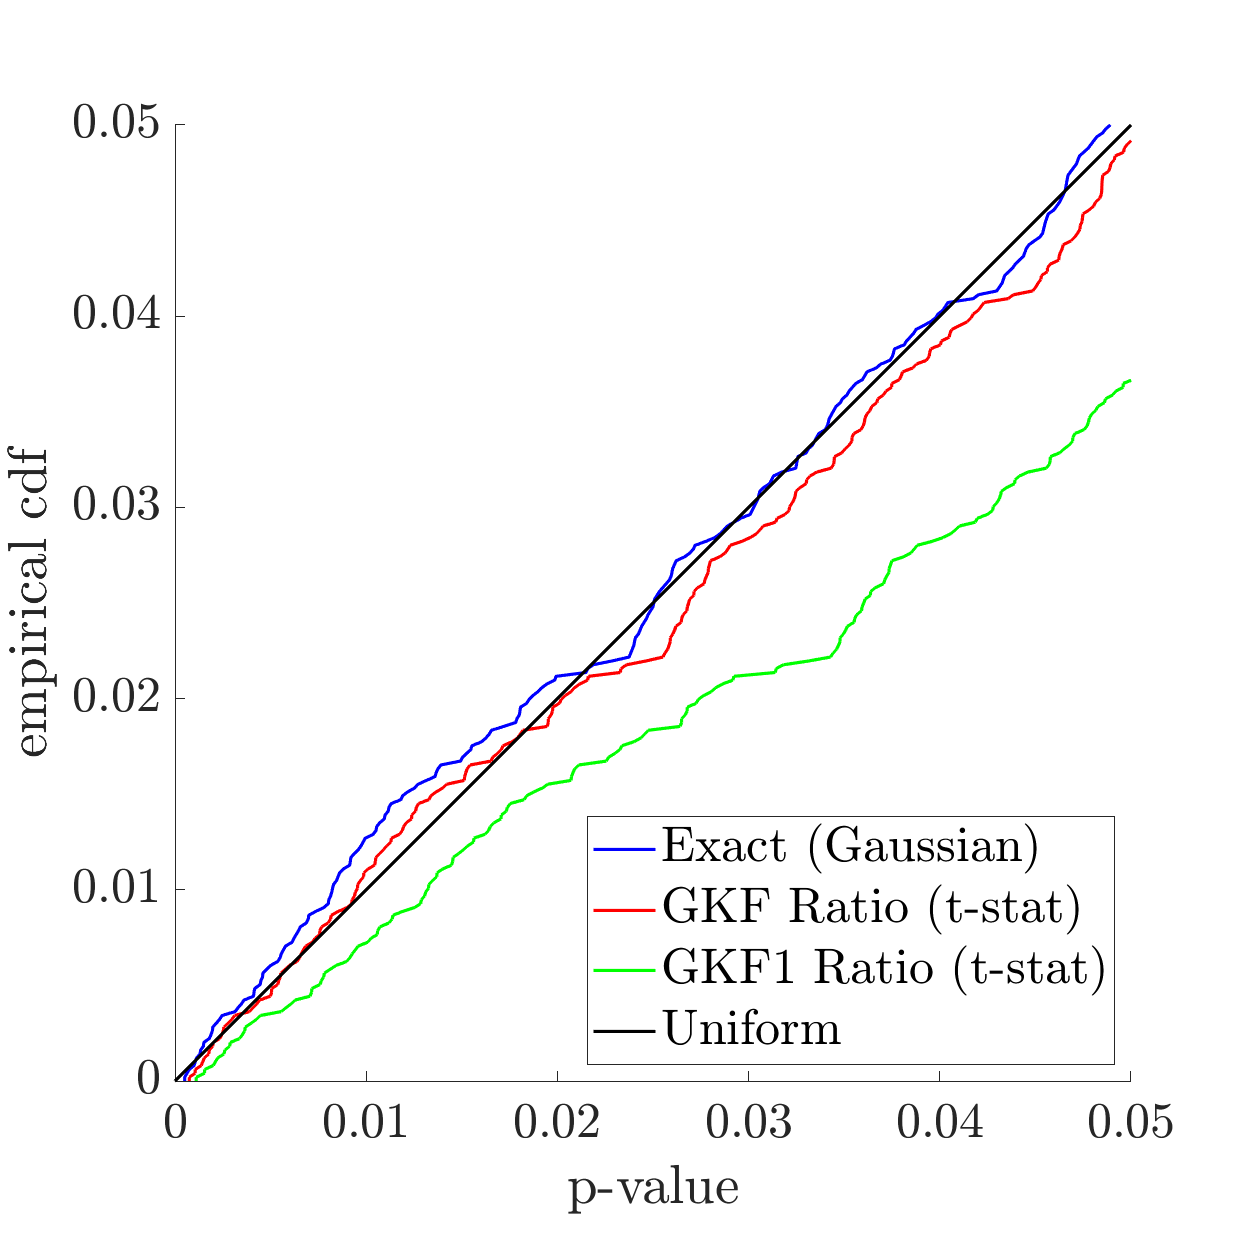 0.05
0.04
0.03
0.02
0.01
0
empirical cdf
Exact (Gaussian)
GKF Ratio (t-stat)
GKF1 Ratio (t-stat)
Uniform
0 0.01 0.02 0.03 0.04 0.05
p-value